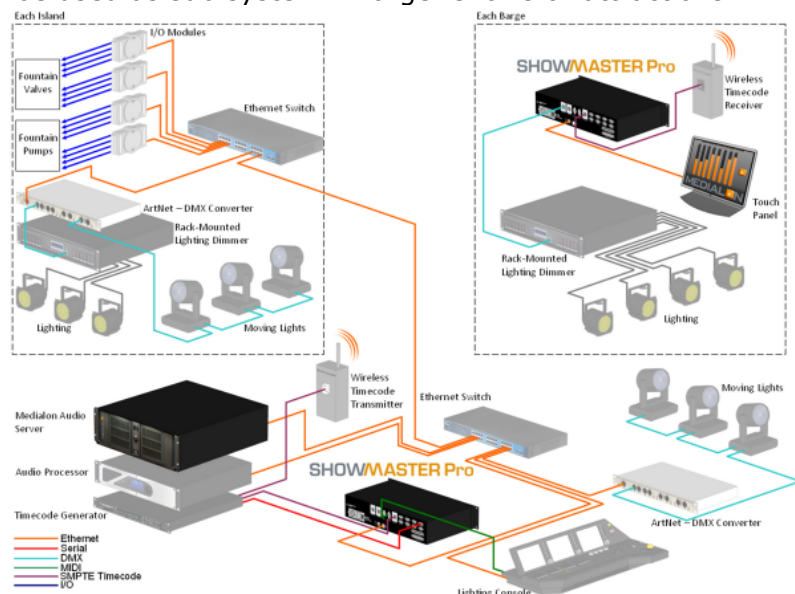 Each Island
I/O Modules
Fountain
Valves
Fountain
Pumps
Ethernet Switch
ArtNet – DMX Converter
Rack-Mounted
Lighting Dimmer
Lighting
Moving Lights
Each Barge
SHOWMASTER Pro
Wireless
Timecode
Receiver
MEDIALON
Touch
Panel
Rack-Mounted
Lighting Dimmer
Lighting
Wireless
Timecode
Transmitter
Medialon Audio
Server
Audio Processor
Timecode Generator
Ethernet Switch
Moving Lights
SHOWMASTER Pro
ArtNet – DMX Converter
Lighting Console
Ethernet
Serial
DMX
MIDI
SMPTE Timecode
I/O